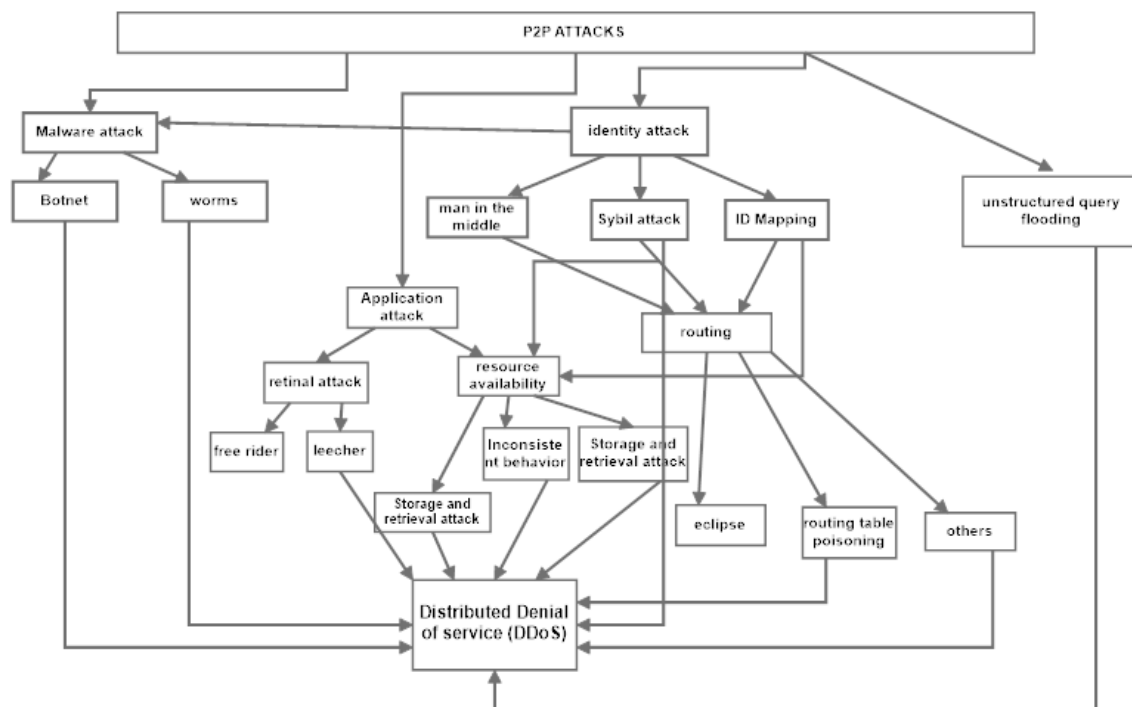 P2P ATTACKS
Malware attack
identity attack
Botnet
worms
man in the
middle
Sybil attack
ID Mapping
unstructured query
flooding
Application
attack
routing
retinal attack
resource
availability
free rider
leecher
Inconsiste
nt behavior
Storage and
retrieval attack
Storage and
retrieval attack
eclipse
routing table
poisoning
others
Distributed Denial
of service (DDoS)